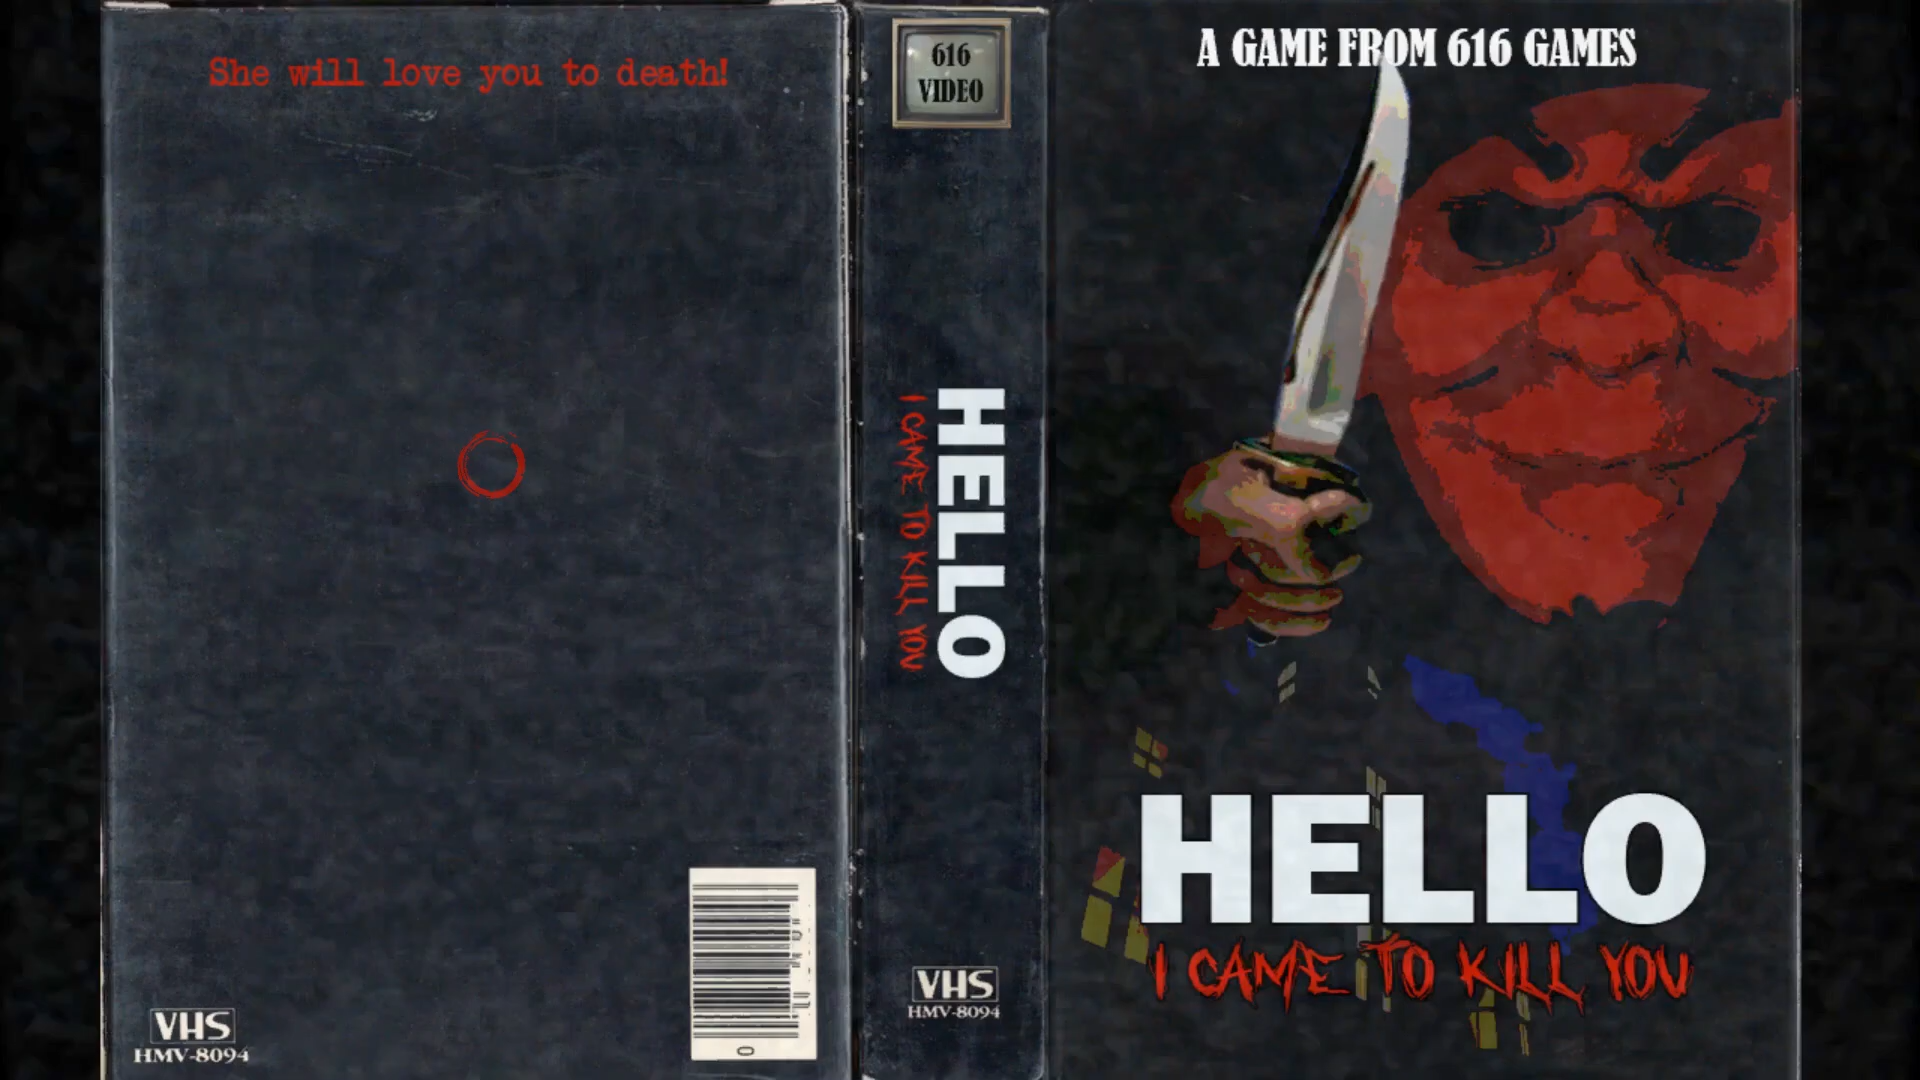 She will love you to death!
VHS
HMV-8094
616
VIDEO
HELLO
I CAME TO KILL YOU
VHS
HMV-8094
A GAME FROM 616 GAMES
HELLO
I CAME TO KILL YOU